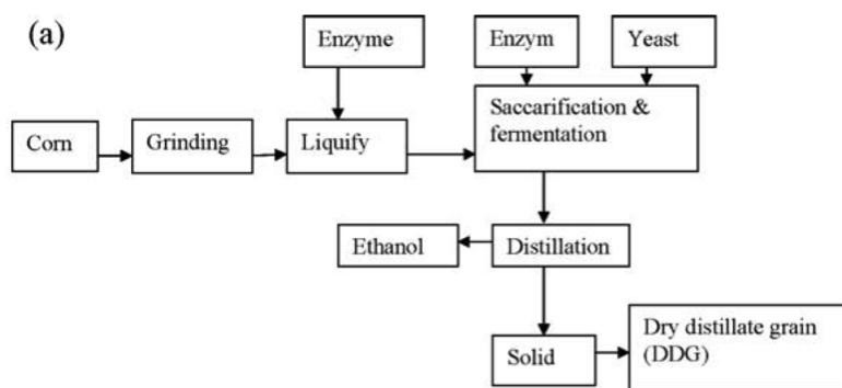 (a)
Enzyme
Enzym
Yeast
Saccarification &
fermentation
Corn
Grinding
Liquify
Ethanol
Distillation
Solid
Dry distillate grain
(DDG)